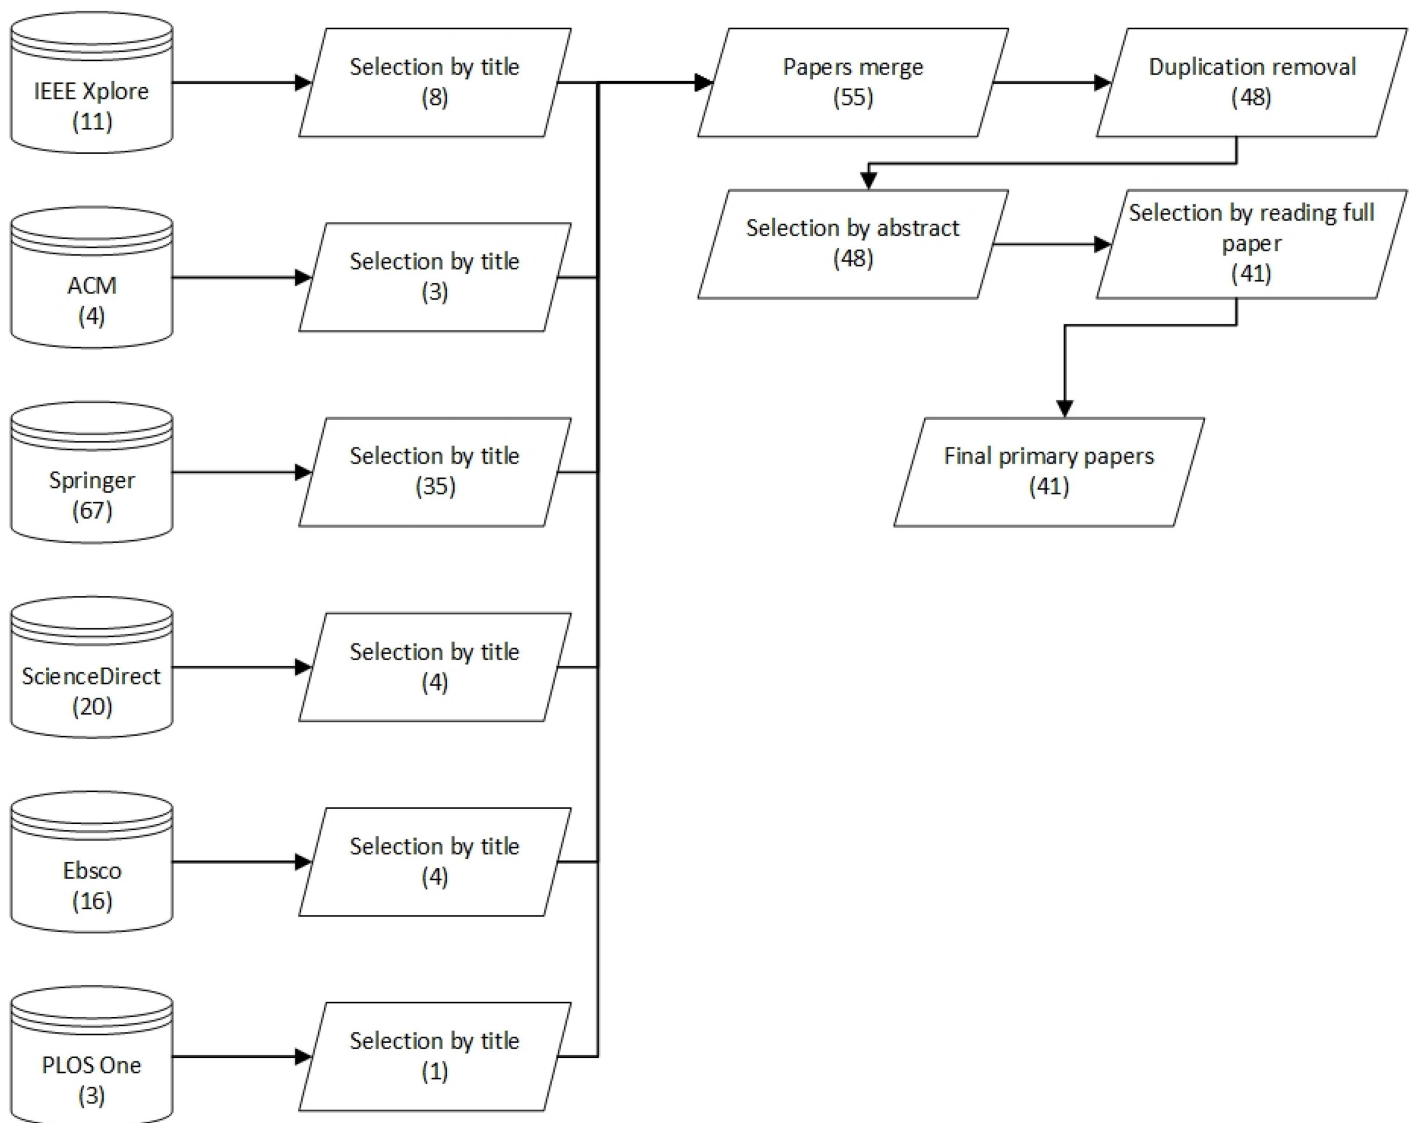 IEEE Xplore
(11)
Selection by title
(8)
Papers merge
(55)
Duplication removal
(48)
ACM
(4)
Selection by title
(3)
Selection by abstract
(48)
Selection by reading full
paper
(41)
Springer
(67)
Selection by title
(35)
Final primary papers
(41)
ScienceDirect
(20)
Selection by title
(4)
Ebsco
(16)
Selection by title
(4)
PLOS One
(3)
Selection by title
(1)